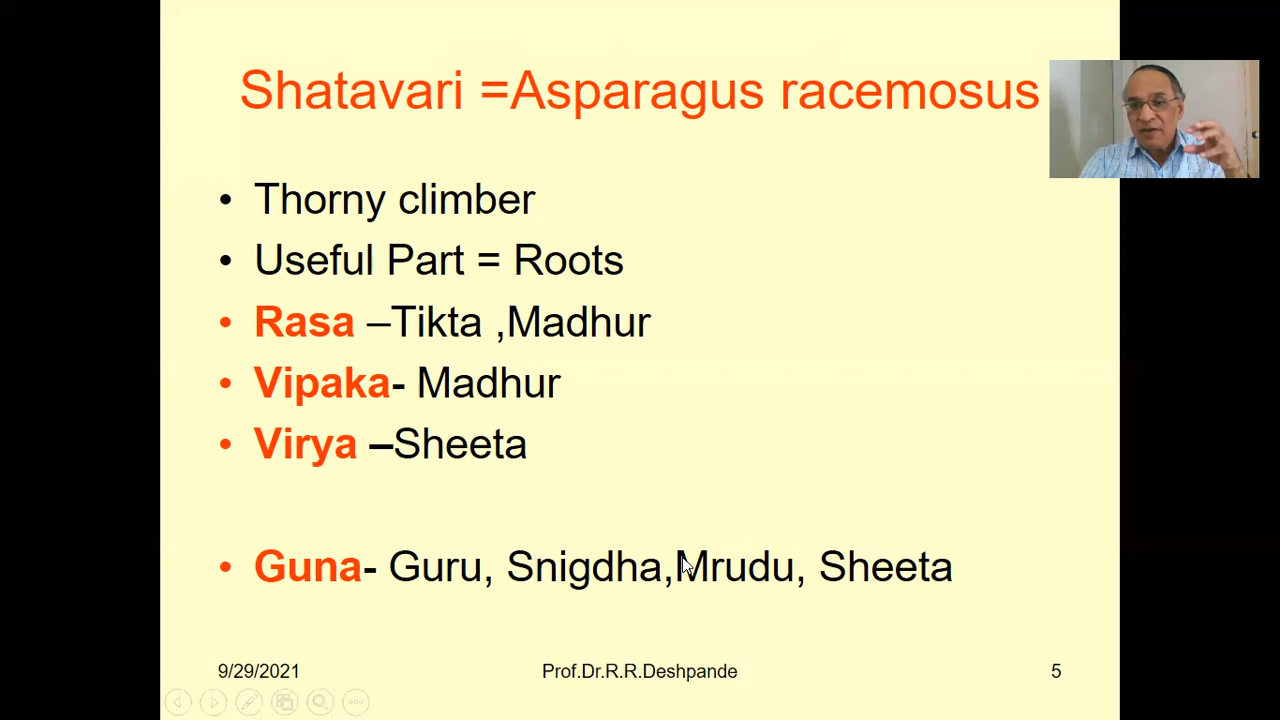 Shatavari =Asparagus racemosus
• Thorny climber
• Useful Part = Roots
• Rasa –Tikta ,Madhur
• Vipaka- Madhur
• Virya –Sheeta
• Guna- Guru, Snigdha,Mrudu, Sheeta
9/29/2021 Prof.Dr.R.R.Deshpande 5